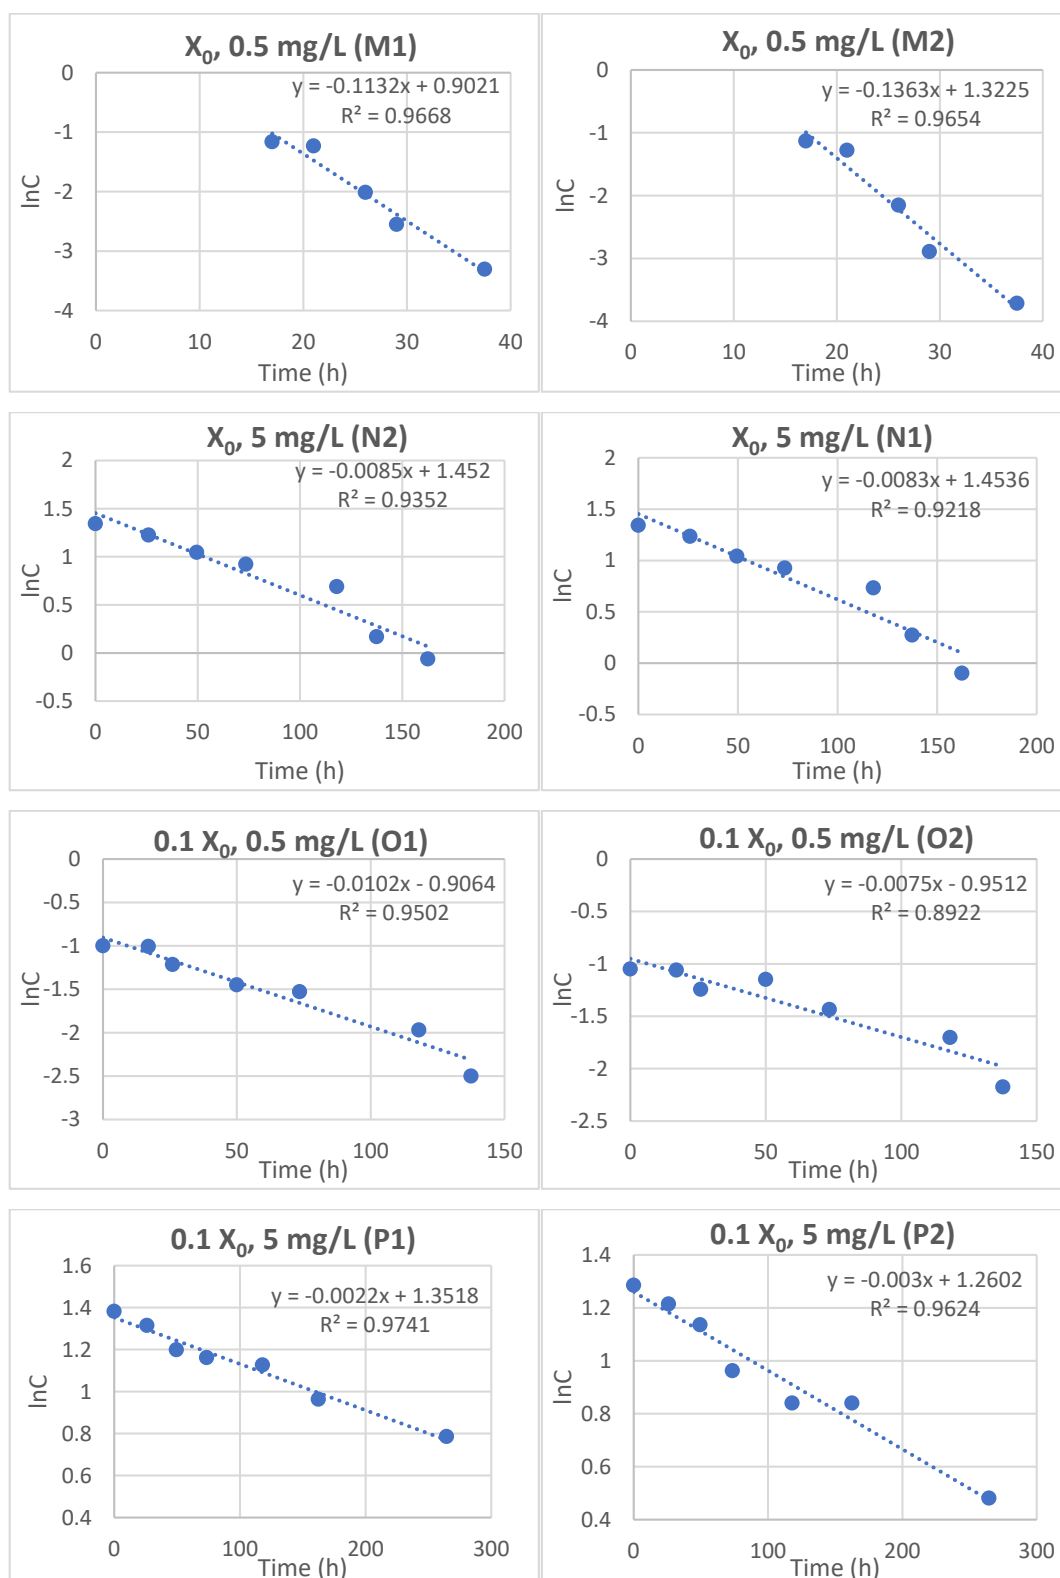 X₀, 0.5 mg/L (M1)
y = -0.1132x + 0.9021
R² = 0.9668
0
-1
-2
-3
-4
lnC
0 10 20 30 40
Time (h)
X₀, 0.5 mg/L (M2)
y = -0.1363x + 1.3225
R² = 0.9654
0
-1
-2
-3
-4
lnC
0 10 20 30 40
Time (h)
X₀, 5 mg/L (N2)
y = -0.0085x + 1.452
R² = 0.9352
2
1.5
1
0.5
0
-0.5
lnC
0 50 100 150 200
Time (h)
X₀, 5 mg/L (N1)
y = -0.0083x + 1.4536
R² = 0.9218
2
1.5
1
0.5
0
-0.5
lnC
0 50 100 150 200
Time (h)
0.1 X₀, 0.5 mg/L (O1)
y = -0.0102x - 0.9064
R² = 0.9502
0
-0.5
-1
-1.5
-2
-2.5
-3
lnC
0 50 100 150
Time (h)
0.1 X₀, 0.5 mg/L (O2)
y = -0.0075x - 0.9512
R² = 0.8922
0
-0.5
-1
-1.5
-2
-2.5
lnC
0 50 100 150
Time (h)
0.1 X₀, 5 mg/L (P1)
y = -0.0022x + 1.3518
R² = 0.9741
1.6
1.4
1.2
1
0.8
0.6
0.4
lnC
0 100 200 300
Time (h)
0.1 X₀, 5 mg/L (P2)
y = -0.003x + 1.2602
R² = 0.9624
1.4
1.2
1
0.8
0.6
0.4
lnC
0 100 200 300
Time (h)